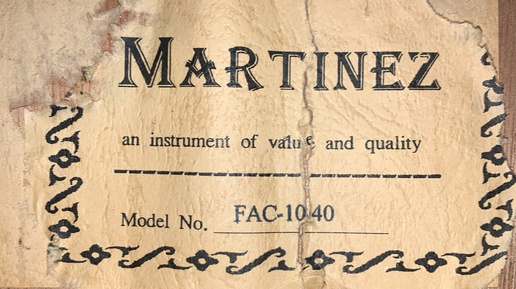 MARTINEZ
an instrument of value and quality
Model No. FAC-1040